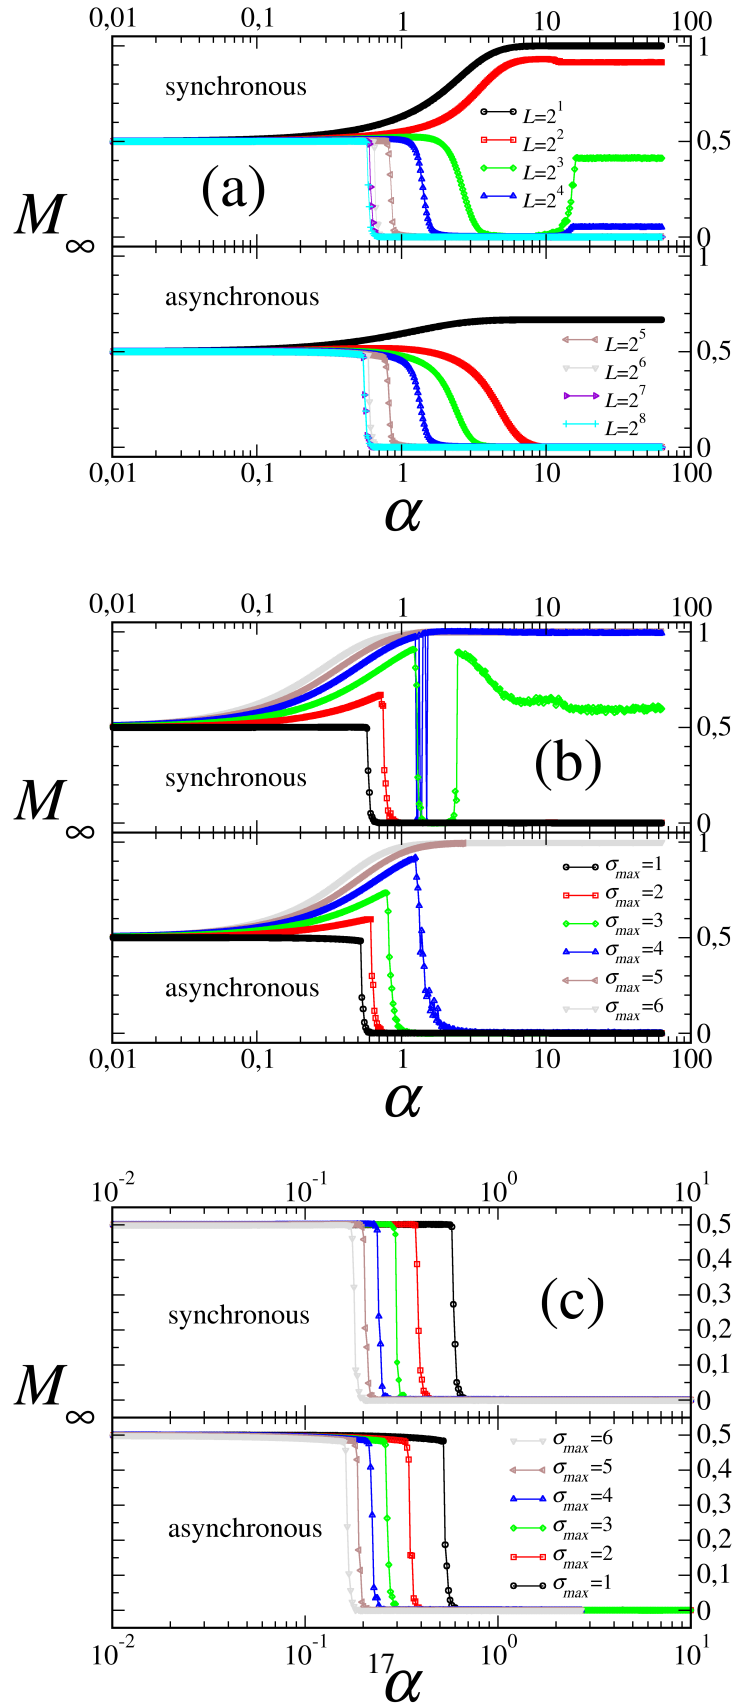 0,01 0,1 1 10 100
1
synchronous
L=2^1
L=2^2
L=2^3
L=2^4
0,5
(a)
M∞
0
1
asynchronous
L=2^5
L=2^6
L=2^7
L=2^8
0,5
0
0,01 0,1 1 10 100
α
0,01 0,1 1 10 100
1
0,5
(b)
synchronous
M∞
0
1
σmax=1
σmax=2
σmax=3
σmax=4
σmax=5
σmax=6
0,5
asynchronous
0
0,01 0,1 1 10 100
α
10^-2 10^-1 10^0 10^1
0,5
0,4
0,3
(c)
synchronous
0,2
0,1
M∞
0
0,5
σmax=6
σmax=5
σmax=4
σmax=3
σmax=2
σmax=1
0,4
0,3
asynchronous
0,2
0,1
0
10^-2 10^-1 10^0 10^1
17
α